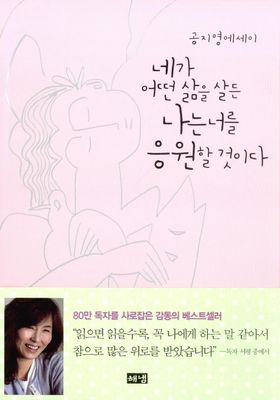 공지영에세이
네가
어떤 삶을 살든
나는 너를
응원할 것이다
80만 독자를 사로잡은 감동의 베스트셀러
"읽으면 읽을수록, 꼭 나에게 하는 말 같아서
참으로 많은 위로를 받았습니다" —독자 서평 중에서
해냄